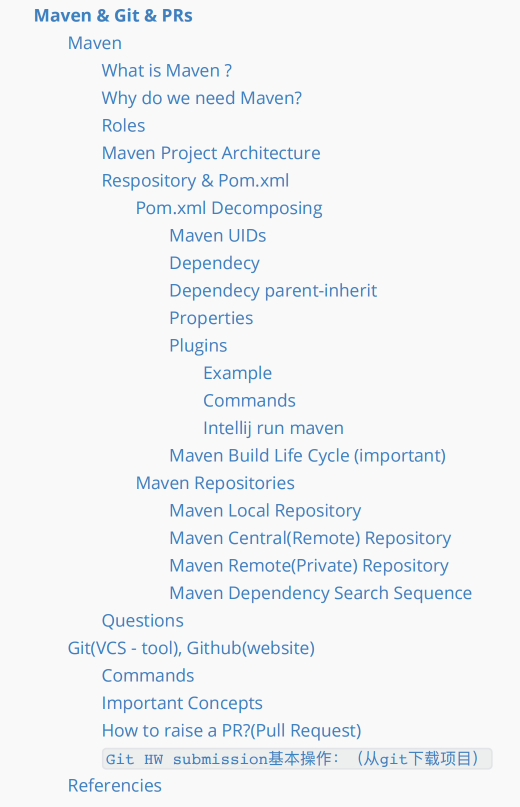 Maven & Git & PRs
Maven
What is Maven ?
Why do we need Maven?
Roles
Maven Project Architecture
Respository & Pom.xml
Pom.xml Decomposing
Maven UIDs
Dependecy
Dependecy parent-inherit
Properties
Plugins
Example
Commands
Intellij run maven
Maven Build Life Cycle (important)
Maven Repositories
Maven Local Repository
Maven Central(Remote) Repository
Maven Remote(Private) Repository
Maven Dependency Search Sequence
Questions
Git(VCS - tool), Github(website)
Commands
Important Concepts
How to raise a PR?(Pull Request)
Git HW submission基本操作：（从git下载项目）
Referencies